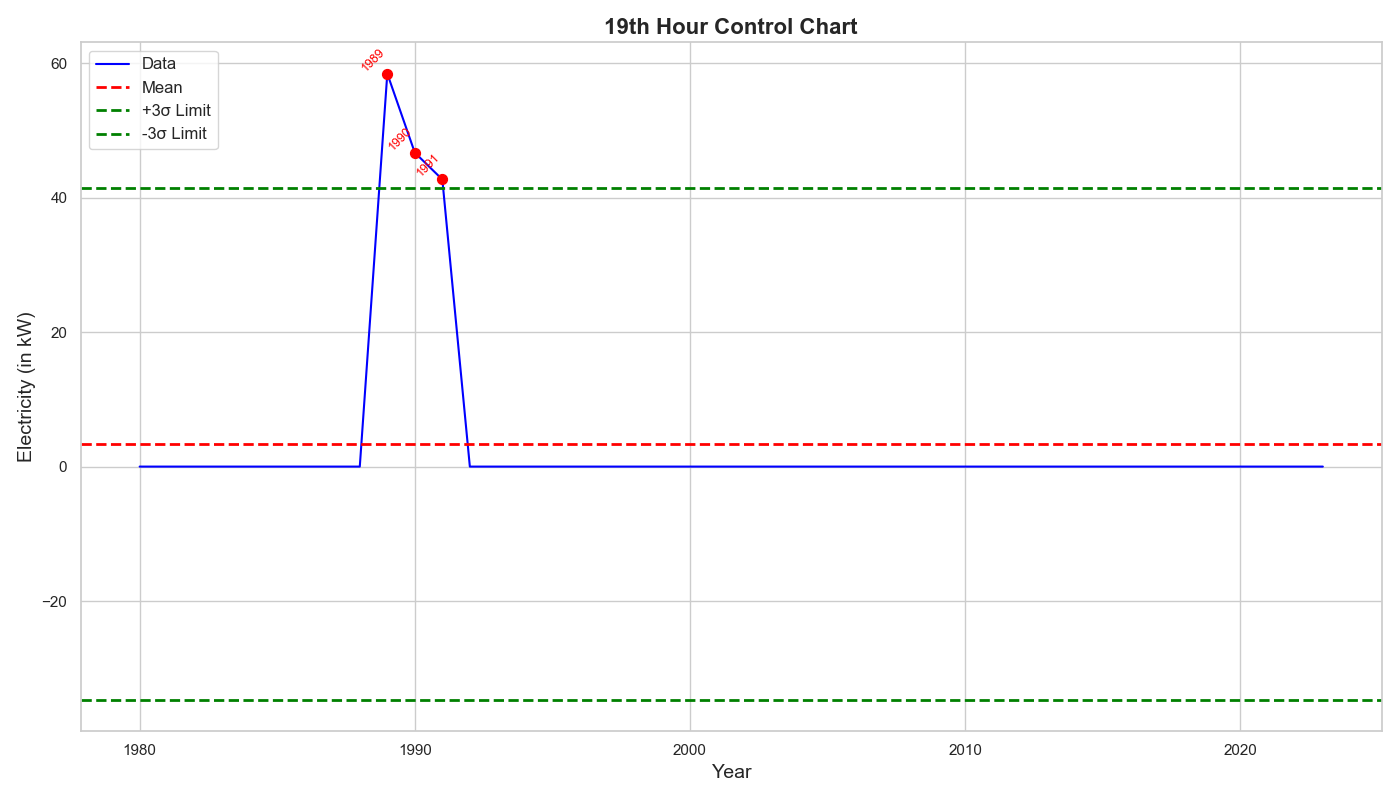 19th Hour Control Chart
Data
Mean
+3σ Limit
-3σ Limit
1989
1990
1991
60
40
20
0
−20
Electricity (in kW)
1980
1990
2000
2010
2020
Year